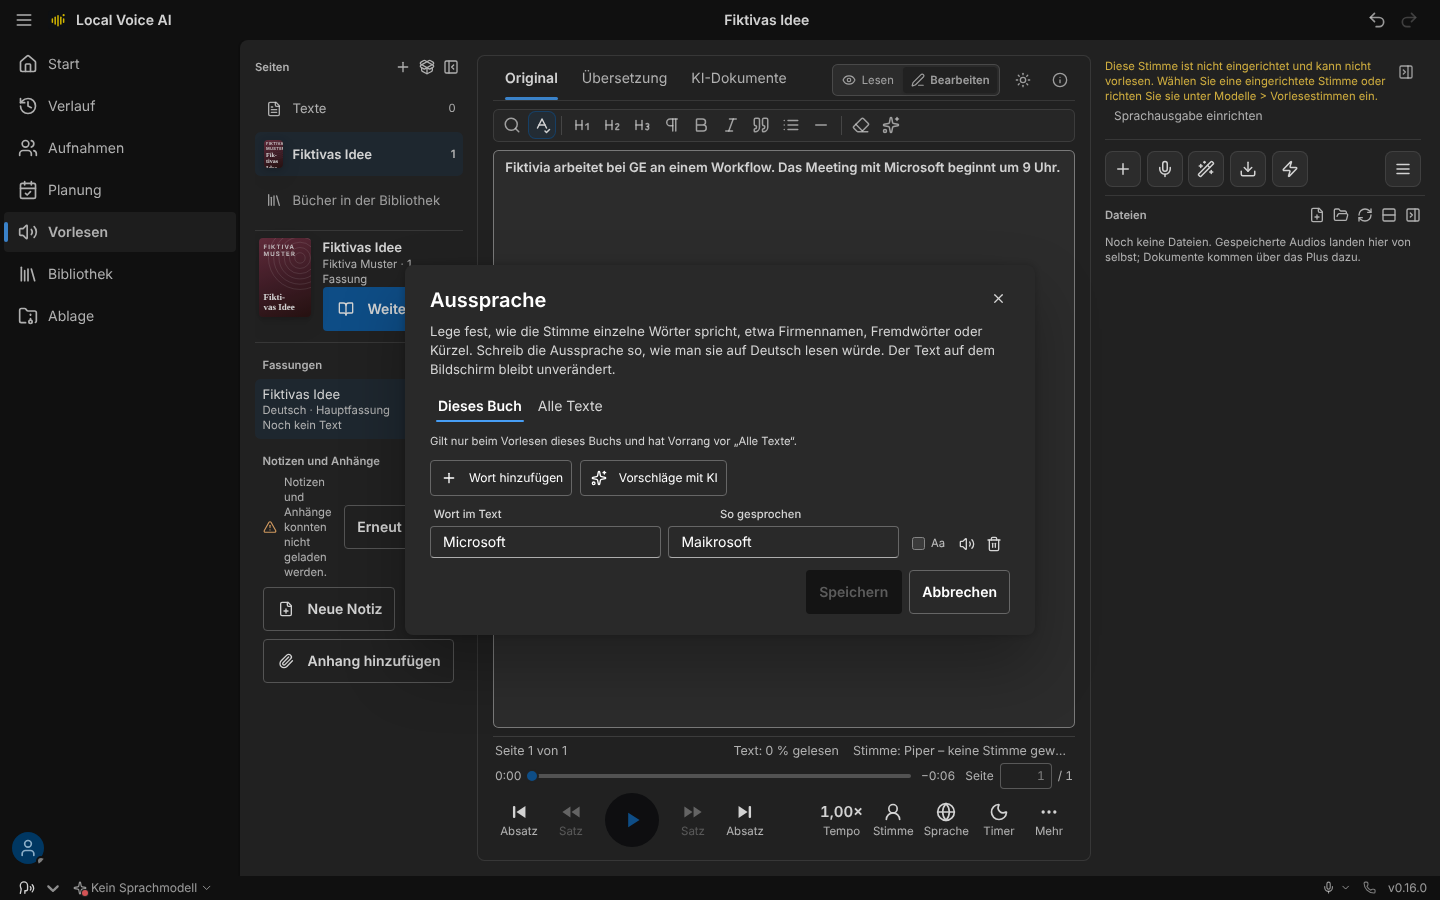 Local Voice AI
Fiktivas Idee
Start
Verlauf
Aufnahmen
Planung
Vorlesen
Bibliothek
Ablage
Seiten
Texte 0
FIKTIVA
MUSTER
Fiktivas Idee 1
Bücher in der Bibliothek
FIKTIVA
MUSTER
Fikti-
vas Idee
Fiktivas Idee
Fiktiva Muster · 1
Fassung
Weite
Fassungen
Fiktivas Idee
Deutsch · Hauptfassung
Noch kein Text
Notizen und Anhänge
Notizen
und
Anhänge
konnten
nicht
geladen
werden.
Erneut
Neue Notiz
Anhang hinzufügen
Original Übersetzung KI-Dokumente Lesen Bearbeiten
H1 H2 H3 B I
Fiktivia arbeitet bei GE an einem Workflow. Das Meeting mit Microsoft beginnt um 9 Uhr.
Aussprache
Lege fest, wie die Stimme einzelne Wörter spricht, etwa Firmennamen, Fremdwörter oder
Kürzel. Schreib die Aussprache so, wie man sie auf Deutsch lesen würde. Der Text auf dem
Bildschirm bleibt unverändert.
Dieses Buch Alle Texte
Gilt nur beim Vorlesen dieses Buchs und hat Vorrang vor „Alle Texte“.
Wort hinzufügen Vorschläge mit KI
Wort im Text So gesprochen
Microsoft Maikrosoft Aa
Speichern Abbrechen
Seite 1 von 1 Text: 0 % gelesen Stimme: Piper – keine Stimme gew...
0:00 −0:06 Seite 1 / 1
Absatz Satz Satz Absatz
1,00×
Tempo Stimme Sprache Timer Mehr
Diese Stimme ist nicht eingerichtet und kann nicht
vorlesen. Wählen Sie eine eingerichtete Stimme oder
richten Sie sie unter Modelle > Vorlesestimmen ein.
Sprachausgabe einrichten
Dateien
Noch keine Dateien. Gespeicherte Audios landen hier von
selbst; Dokumente kommen über das Plus dazu.
Kein Sprachmodell
v0.16.0